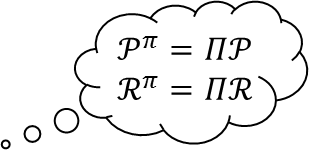 𝒫^π = Π𝒫
ℛ^π = Πℛ